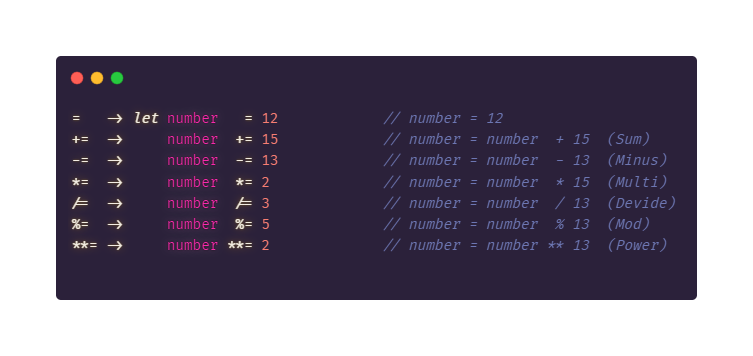 =   -> let number   = 12            // number = 12
+=  ->     number  += 15            // number = number  + 15  (Sum)
-=  ->     number  -= 13            // number = number  - 13  (Minus)
*=  ->     number  *= 2             // number = number  * 15  (Multi)
/=  ->     number  /= 3             // number = number  / 13  (Devide)
%=  ->     number  %= 5             // number = number  % 13  (Mod)
**= ->     number **= 2             // number = number ** 13  (Power)